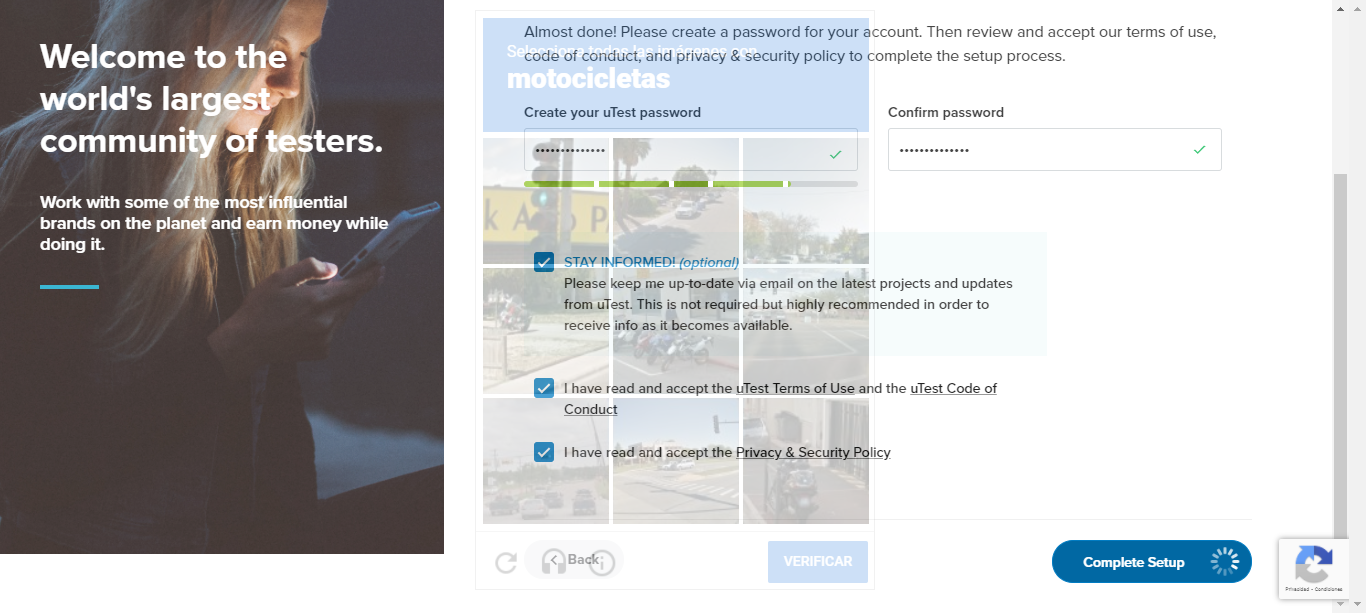 Welcome to the
world's largest
community of testers.
Work with some of the most influential
brands on the planet and earn money while
doing it.
Almost done! Please create a password for your account. Then review and accept our terms of use,
code of conduct, and privacy & security policy to complete the setup process.
Selecciona todas las imágenes con
motocicletas
Create your uTest password
Confirm password
STAY INFORMED! (optional)
Please keep me up-to-date via email on the latest projects and updates
from uTest. This is not required but highly recommended in order to
receive info as it becomes available.
I have read and accept the uTest Terms of Use and the uTest Code of
Conduct
I have read and accept the Privacy & Security Policy
Back
VERIFICAR
Complete Setup
Privacidad - Condiciones